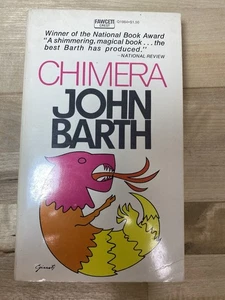 FAWCETT
CREST
Winner of the National Book Award
"A shimmering, magical book...the
best Barth has produced."
—NATIONAL REVIEW
CHIMERA
JOHN
BARTH